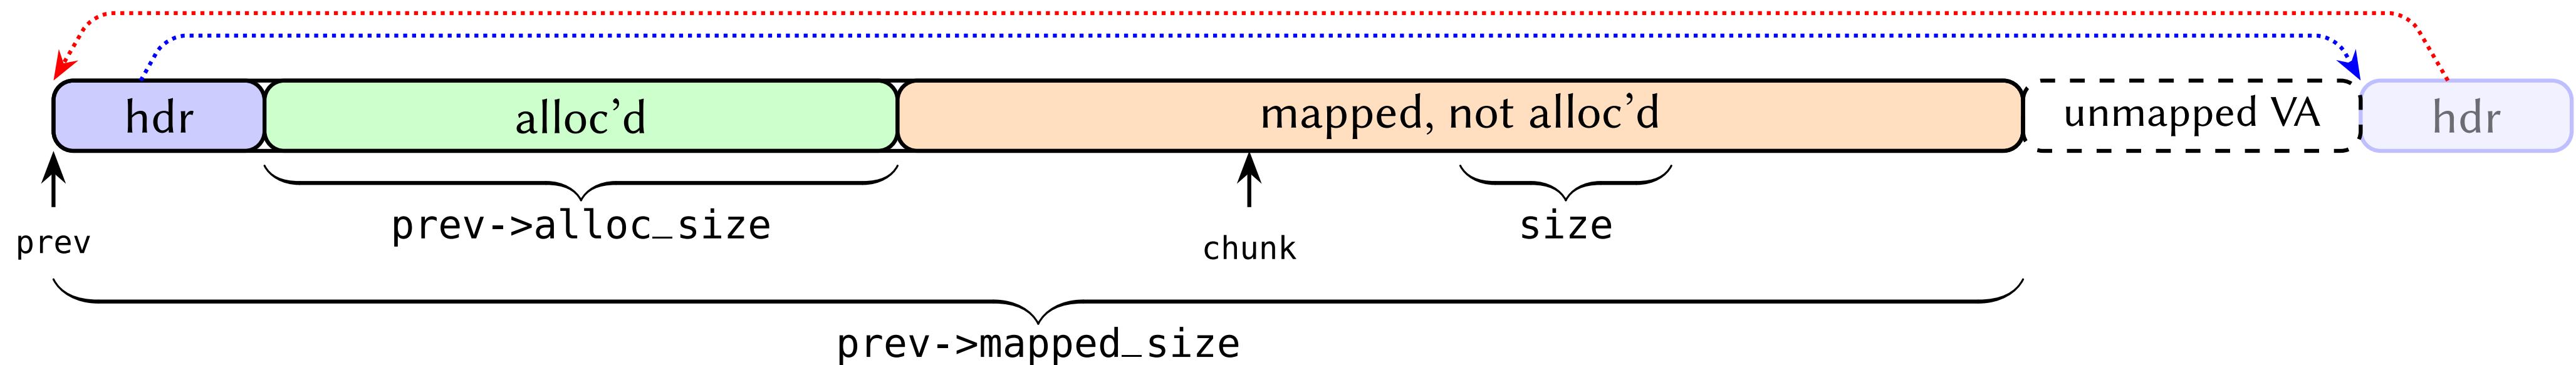 hdr alloc’d mapped, not alloc’d unmapped VA hdr
prev->alloc_size size
prev chunk
prev->mapped_size